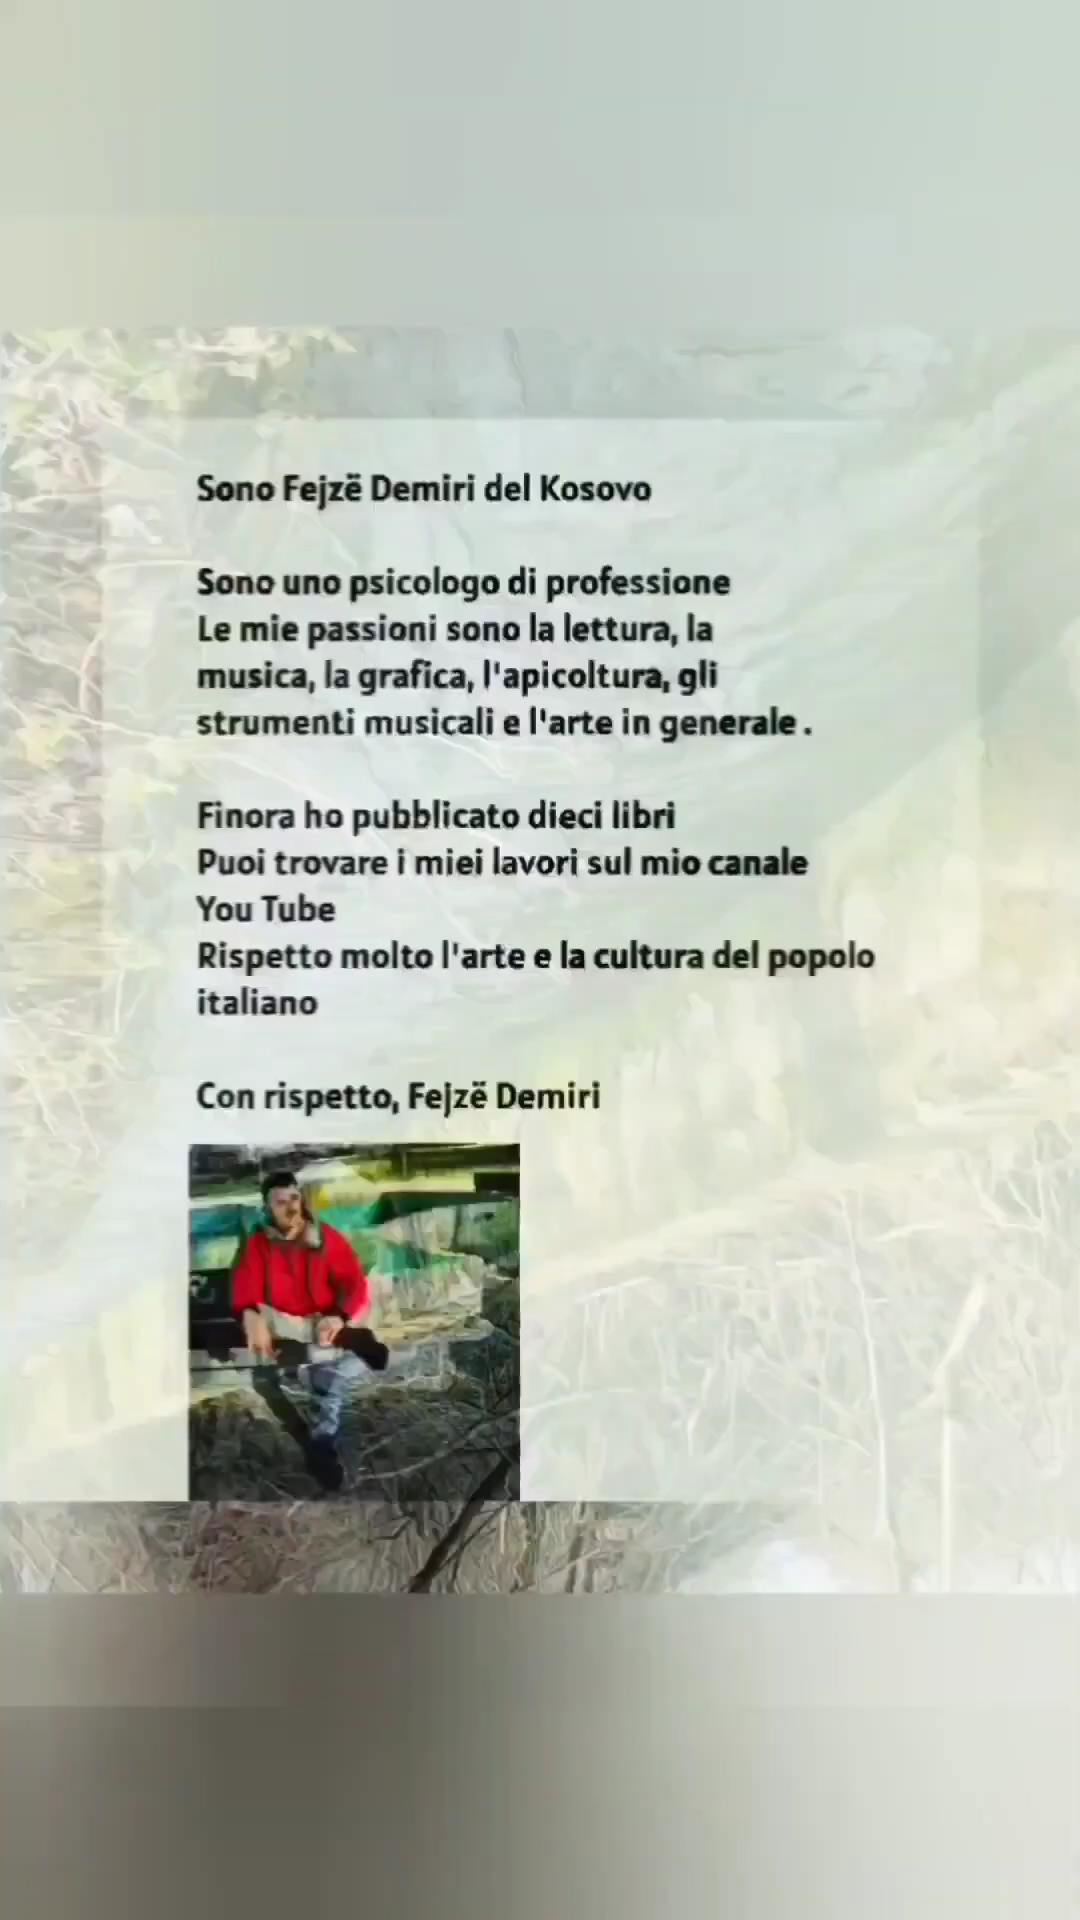 Sono Fejzë Demiri del Kosovo
Sono uno psicologo di professione
Le mie passioni sono la lettura, la
musica, la grafica, l'apicoltura, gli
strumenti musicali e l'arte in generale .
Finora ho pubblicato dieci libri
Puoi trovare i miei lavori sul mio canale
You Tube
Rispetto molto l'arte e la cultura del popolo
italiano
Con rispetto, Fejzë Demiri